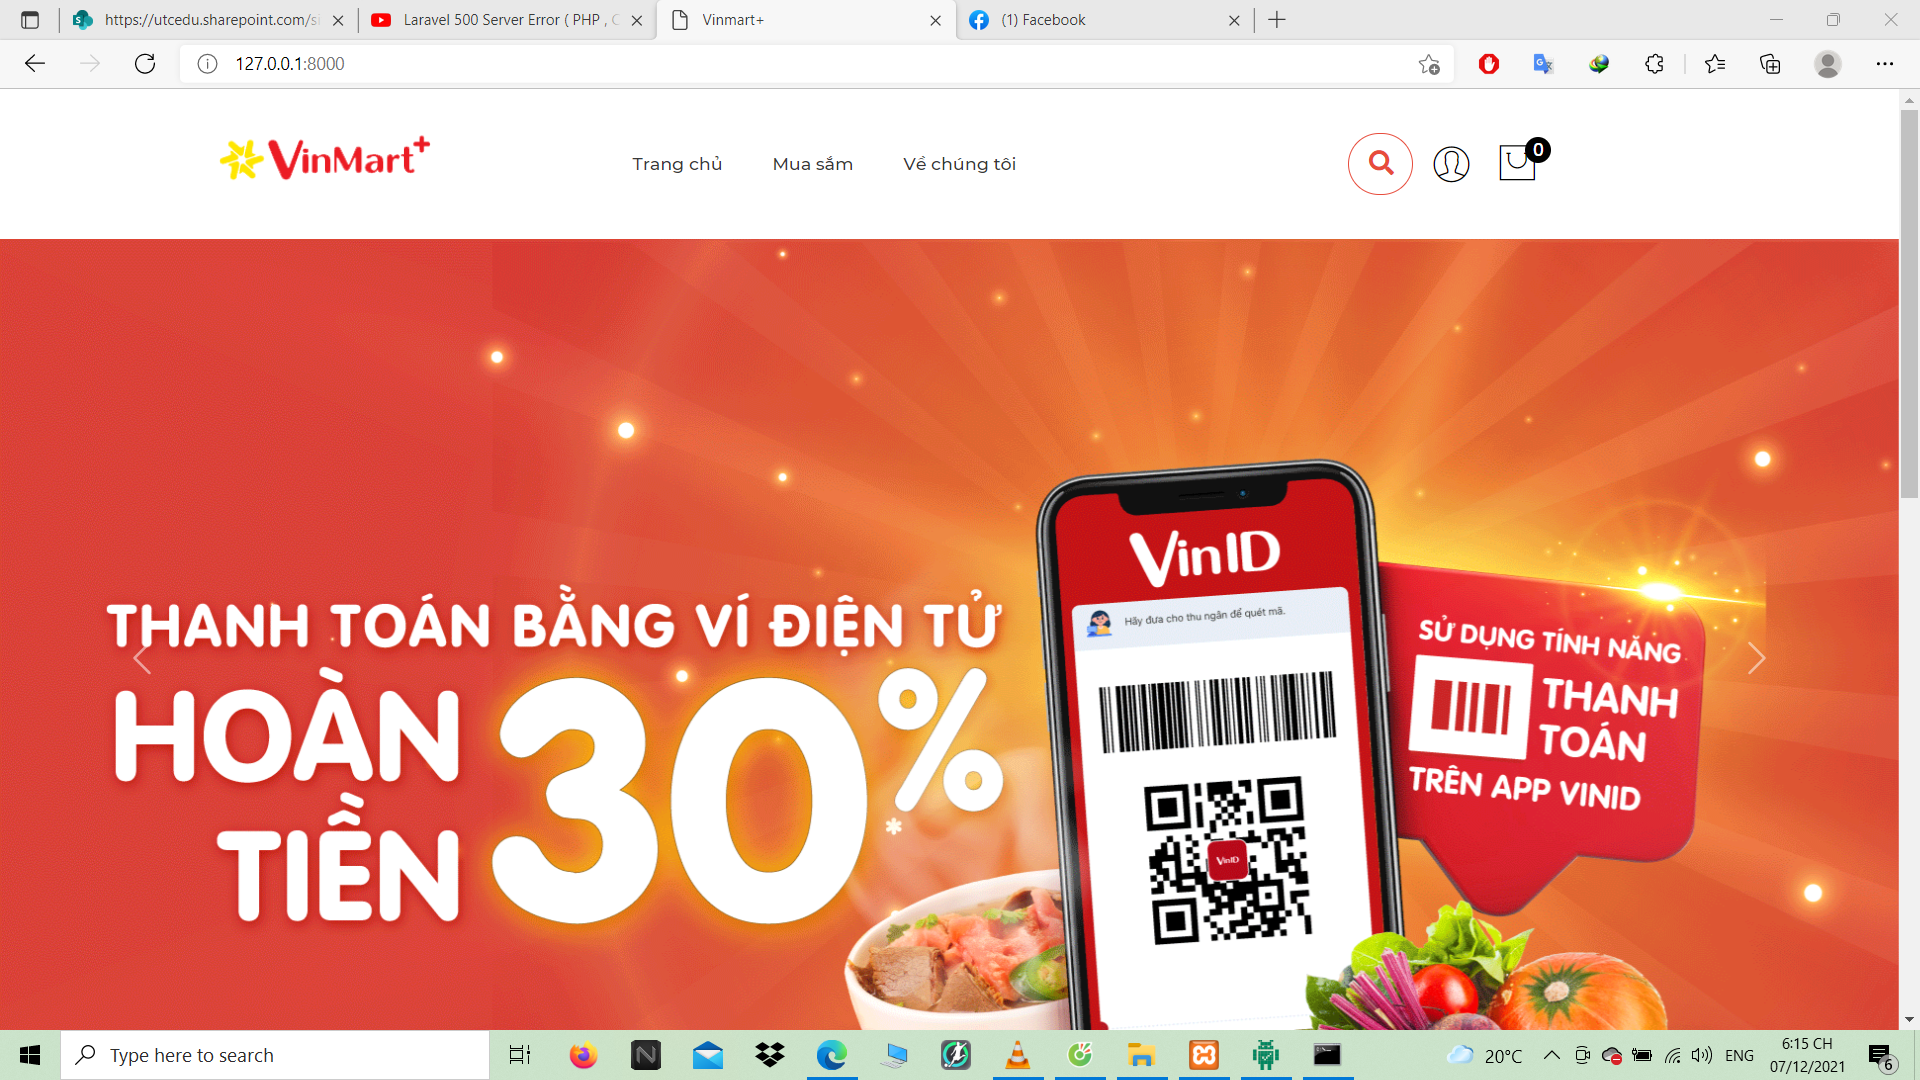 https://utcedu.sharepoint.com/si
Laravel 500 Server Error ( PHP , C
Vinmart+
(1) Facebook
127.0.0.1:8000
VinMart+
Trang chủ
Mua sắm
Về chúng tôi
0
THANH TOÁN BẰNG VÍ ĐIỆN TỬ
HOÀN
TIỀN
30%*
VinID
Hãy đưa cho thu ngân để quét mã.
VinID
SỬ DỤNG TÍNH NĂNG
THANH
TOÁN
TRÊN APP VINID
Type here to search
20°C
ENG
6:15 CH
07/12/2021
6